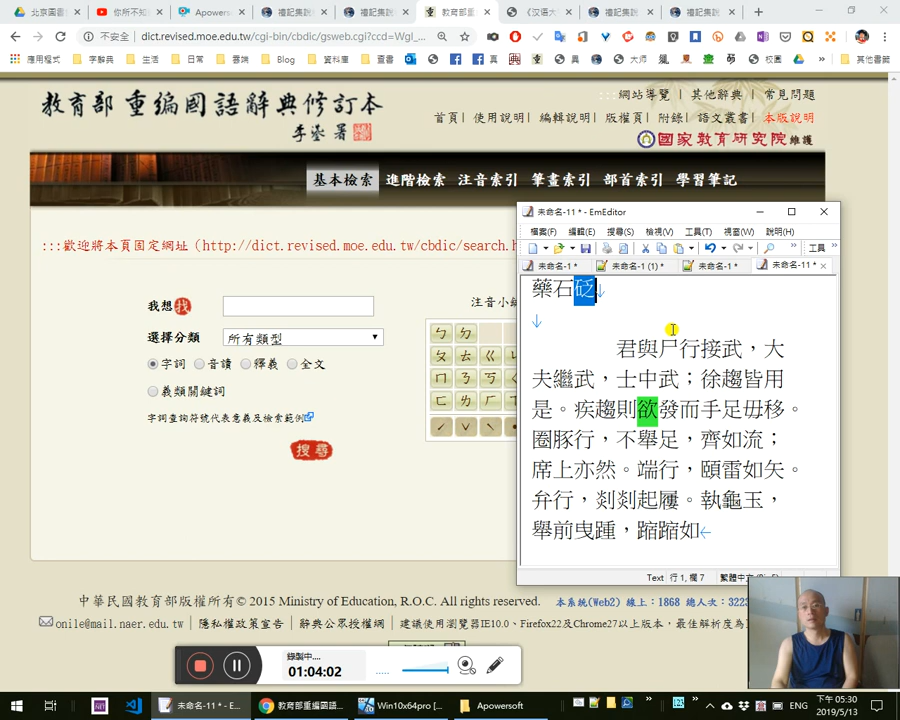 北京圖書
你所不知
Apowers
禮記集說
禮記集說
教育部重
《汉语大
禮記集說
禮記集說
不安全 dict.revised.moe.edu.tw/cgi-bin/cbdic/gsweb.cgi?ccd=Wgl_...
應用程式 字辭典 生活 日常 雲端 Blog 資料庫 查書 真 典 異 大师 萌 其他書籤
教育部 重編國語辭典修訂本
李鍌 署
:::網站導覽 | 其他辭典 | 常見問題
首頁| 使用說明| 編輯說明| 版權頁| 附錄| 語文叢書| 本版說明
國家教育研究院 維護
基本檢索 進階檢索 注音索引 筆畫索引 部首索引 學習筆記
:::歡迎將本頁固定網址（http://dict.revised.moe.edu.tw/cbdic/search.h
我想找
注音小
選擇分類 所有類型
字詞 音讀 釋義 全文
義類關鍵詞
字詞查詢符號代表意義及檢索範例
搜尋
ㄅ ㄉ
ㄆ ㄊ ㄍ
ㄇ ㄋ ㄎ
ㄈ ㄌ ㄏ
ˊ ˇ ˋ
未命名-11 * - EmEditor
檔案(F) 編輯(E) 搜尋(S) 檢視(V) 工具(T) 視窗(W) 說明(H)
工具
未命名-1 * 未命名-1 (1) * 未命名-1 * 未命名-11 *
藥石砭↓
↓
君與尸行接武，大
夫繼武，士中武；徐趨皆用
是。疾趨則欲發而手足毋移。
圈豚行，不舉足，齊如流；
席上亦然。端行，頤霤如矢。
弁行，剡剡起屨。執龜玉，
舉前曳踵，蹜蹜如←
Text 行 1, 欄 7 繁體中文
中華民國教育部版權所有© 2015 Ministry of Education, R.O.C. All rights reserved.
本系統(Web2) 線上：1868 總人次：3223
onile@mail.naer.edu.tw | 隱私權政策宣告 | 辭典公眾授權網 | 建議使用瀏覽器IE10.0、Firefox22及Chrome27以上版本，最佳解析度為
錄製中....
01:04:02
未命名-11 * - E...
教育部重編國語...
Win10x64pro [...
Apowersoft
ENG
下午 05:30
2019/5/13